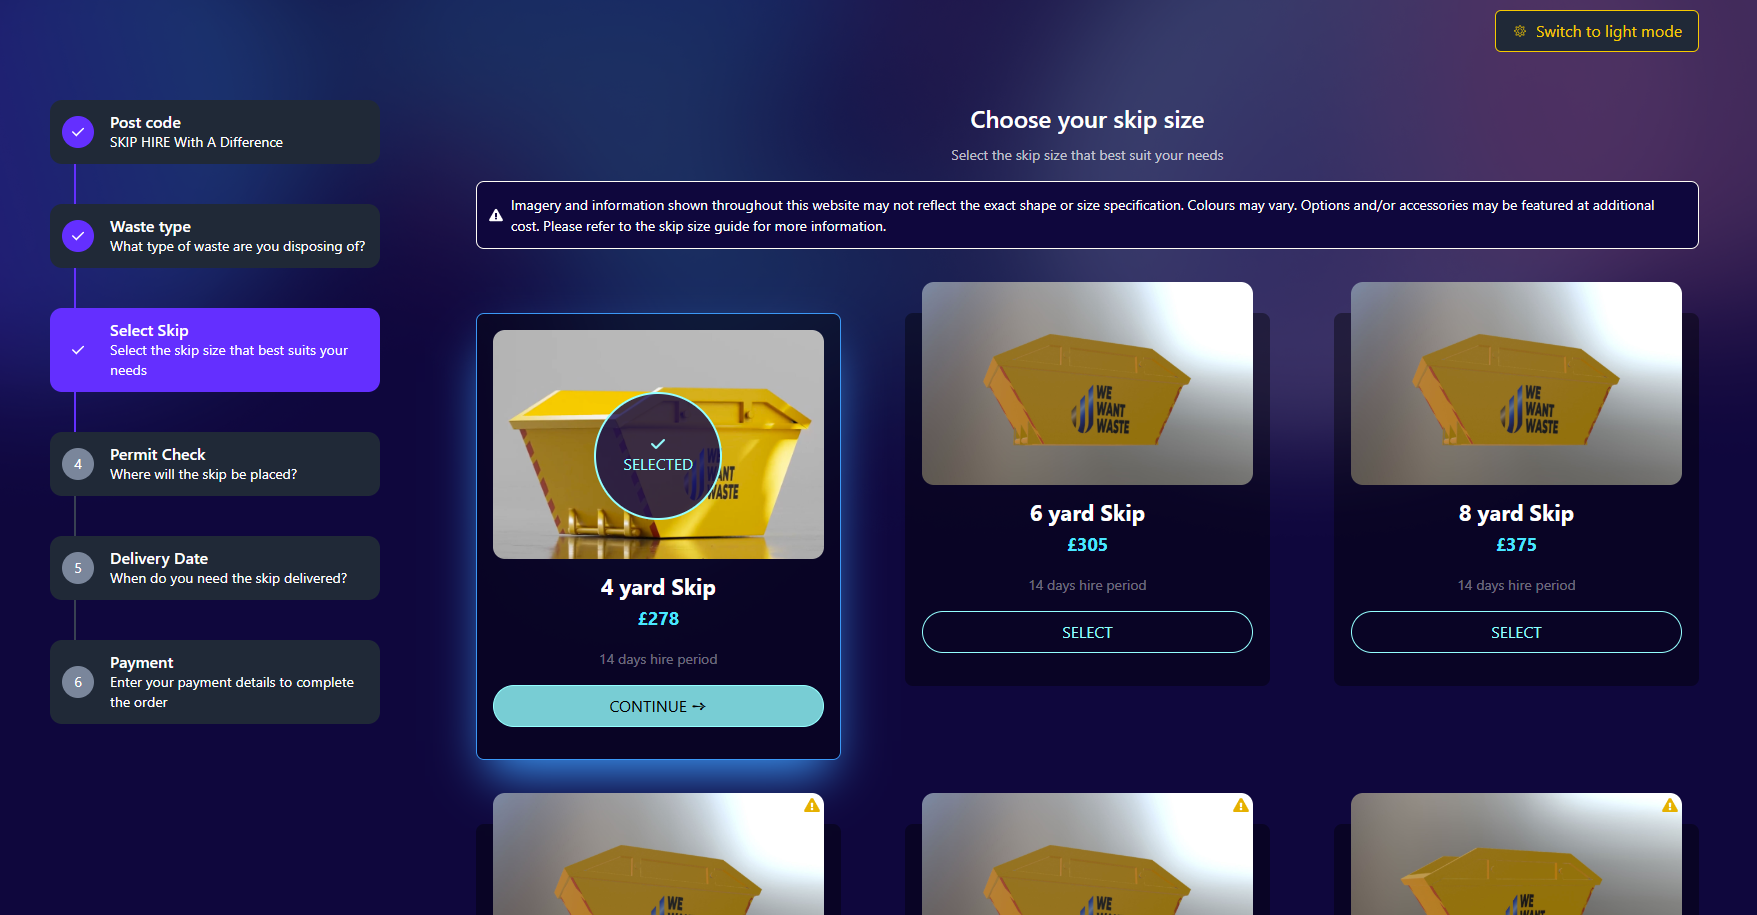 Switch to light mode
Post code
SKIP HIRE With A Difference
Waste type
What type of waste are you disposing of?
Select Skip
Select the skip size that best suits your
needs
4
Permit Check
Where will the skip be placed?
5
Delivery Date
When do you need the skip delivered?
6
Payment
Enter your payment details to complete
the order
Choose your skip size
Select the skip size that best suit your needs
Imagery and information shown throughout this website may not reflect the exact shape or size specification. Colours may vary. Options and/or accessories may be featured at additional
cost. Please refer to the skip size guide for more information.
SELECTED
WANT
WASTE
4 yard Skip
£278
14 days hire period
CONTINUE
WE
WANT
WASTE
6 yard Skip
£305
14 days hire period
SELECT
WE
WANT
WASTE
8 yard Skip
£375
14 days hire period
SELECT
WE
WE
WE